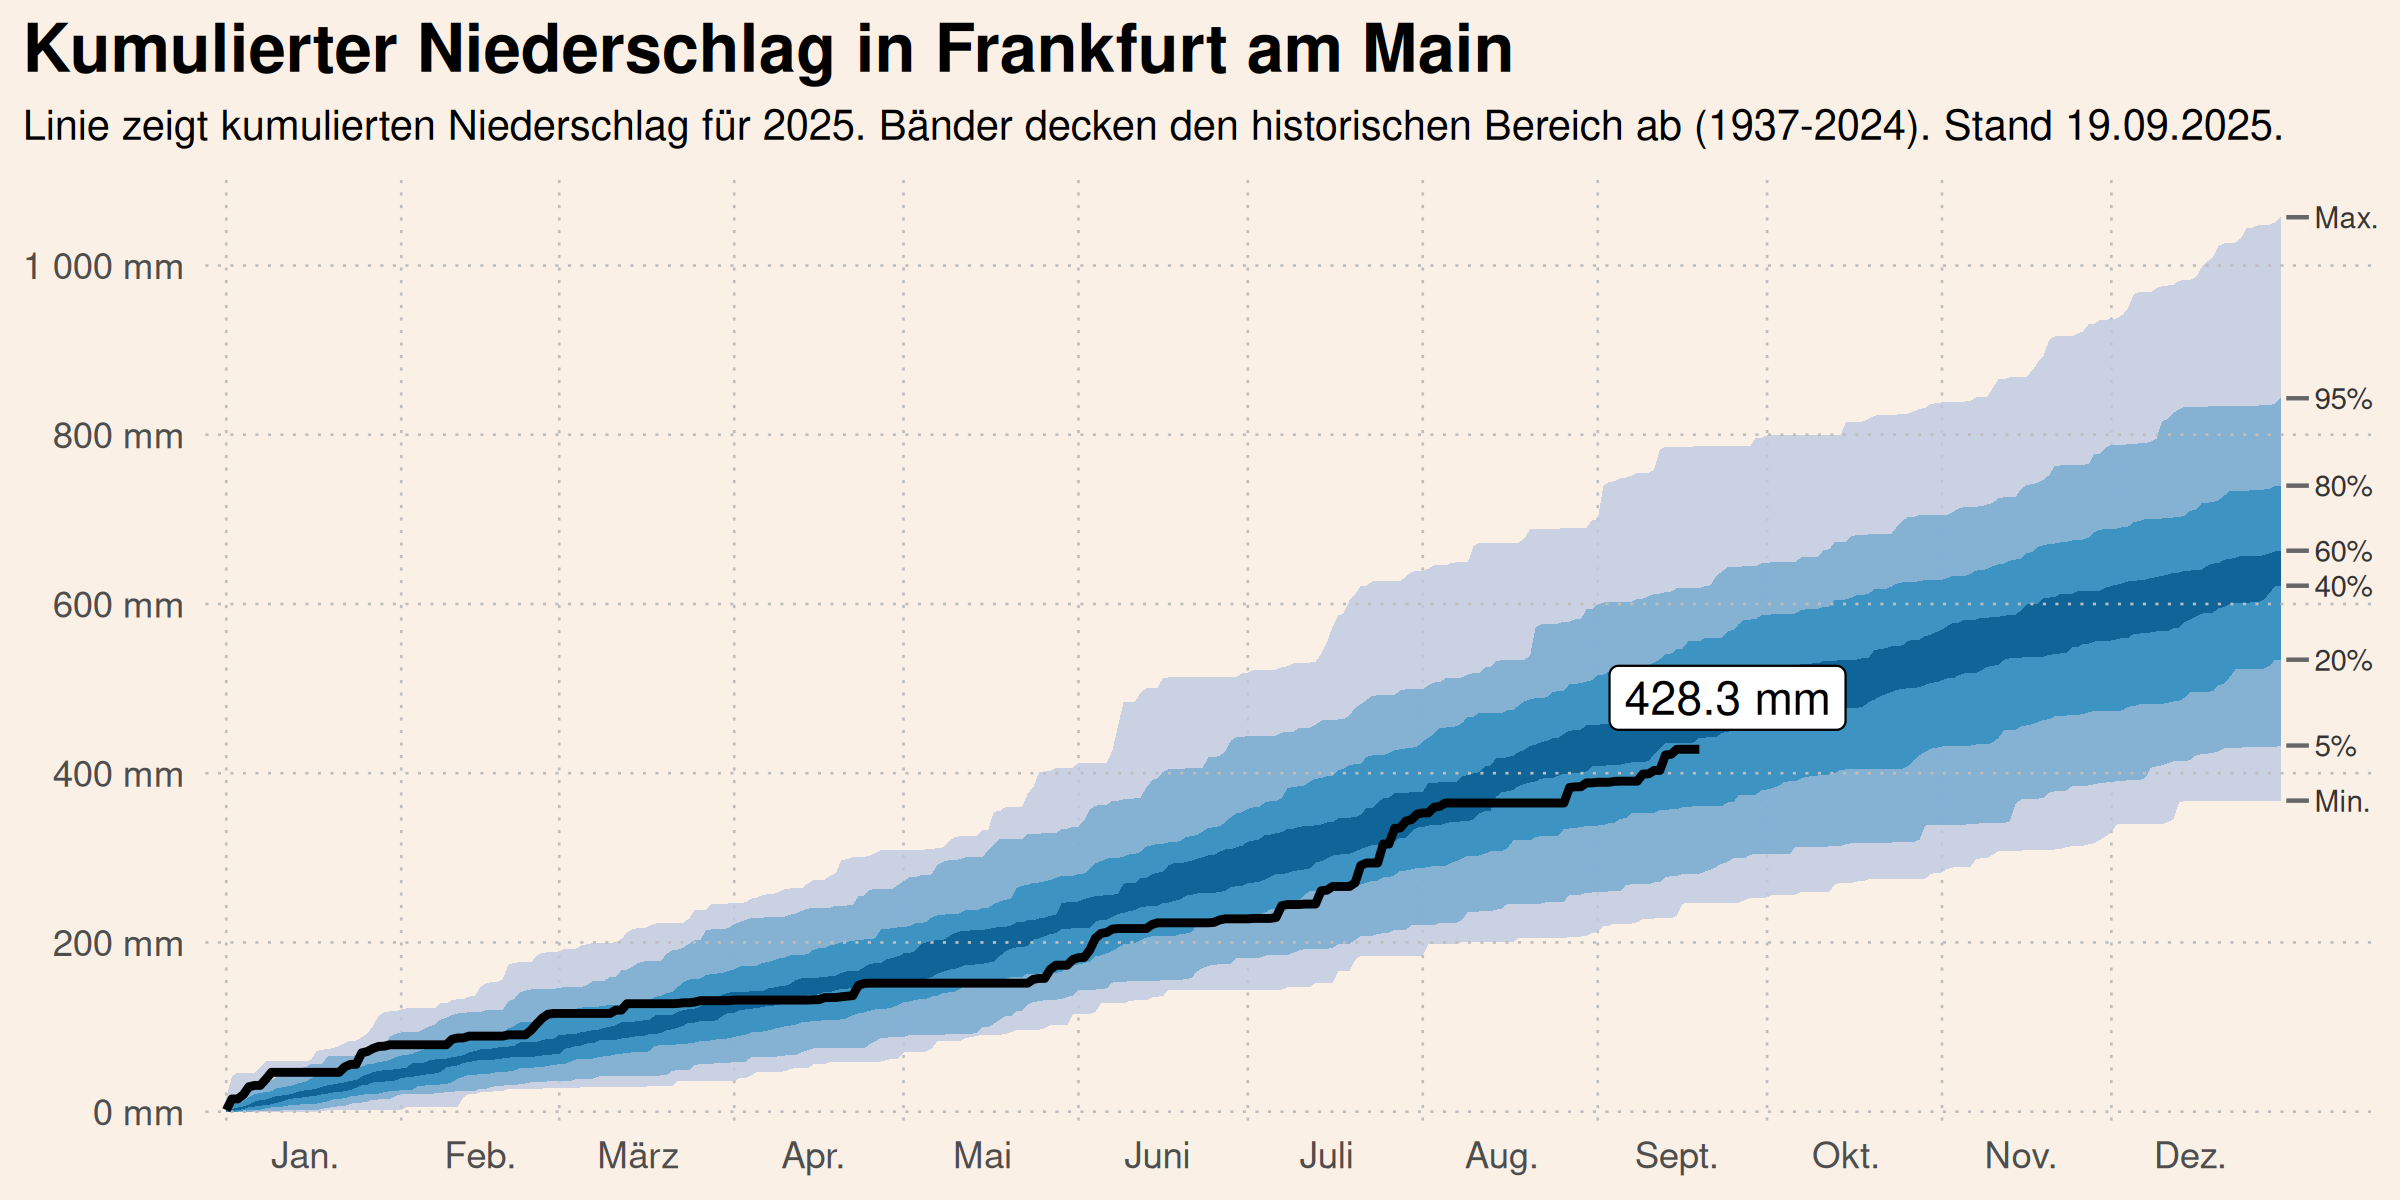 Kumulierter Niederschlag in Frankfurt am Main
Linie zeigt kumulierten Niederschlag für 2025. Bänder decken den historischen Bereich ab (1937-2024). Stand 19.09.2025.
Max.
1 000 mm
95%
800 mm
80%
60%
40%
600 mm
20%
428.3 mm
5%
400 mm
Min.
200 mm
0 mm
Jan. Feb. März Apr. Mai Juni Juli Aug. Sept. Okt. Nov. Dez.